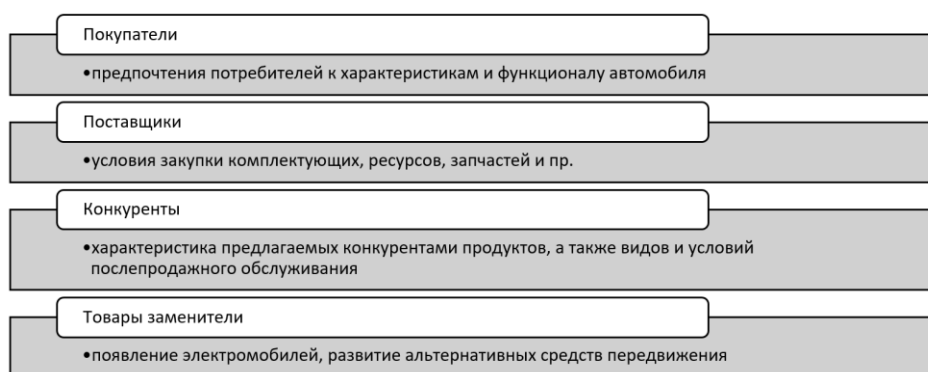 Покупатели
•предпочтения потребителей к характеристикам и функционалу автомобиля
Поставщики
•условия закупки комплектующих, ресурсов, запчастей и пр.
Конкуренты
•характеристика предлагаемых конкурентами продуктов, а также видов и условий
послепродажного обслуживания
Товары заменители
•появление электромобилей, развитие альтернативных средств передвижения